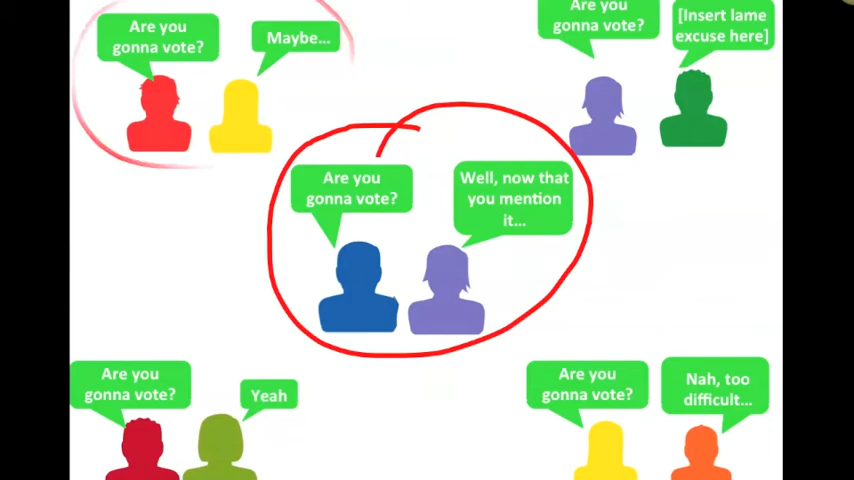 Are you
gonna vote?
Maybe...
Are you
gonna vote?
[Insert lame
excuse here]
Are you
gonna vote?
Well, now that
you mention
it...
Are you
gonna vote?
Yeah
Are you
gonna vote?
Nah, too
difficult...